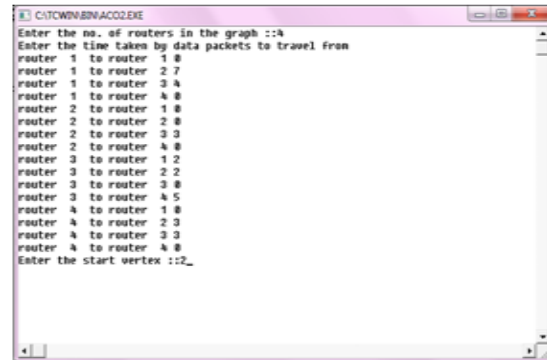 C:\TCWIN\BIN\ACO2.EXE
Enter the no. of routers in the graph ::4
Enter the time taken by data packets to travel from
router 1 to router 1 0
router 1 to router 2 7
router 1 to router 3 4
router 1 to router 4 0
router 2 to router 1 0
router 2 to router 2 0
router 2 to router 3 3
router 2 to router 4 0
router 3 to router 1 2
router 3 to router 2 2
router 3 to router 3 0
router 3 to router 4 5
router 4 to router 1 0
router 4 to router 2 3
router 4 to router 3 3
router 4 to router 4 0
Enter the start vertex ::2_